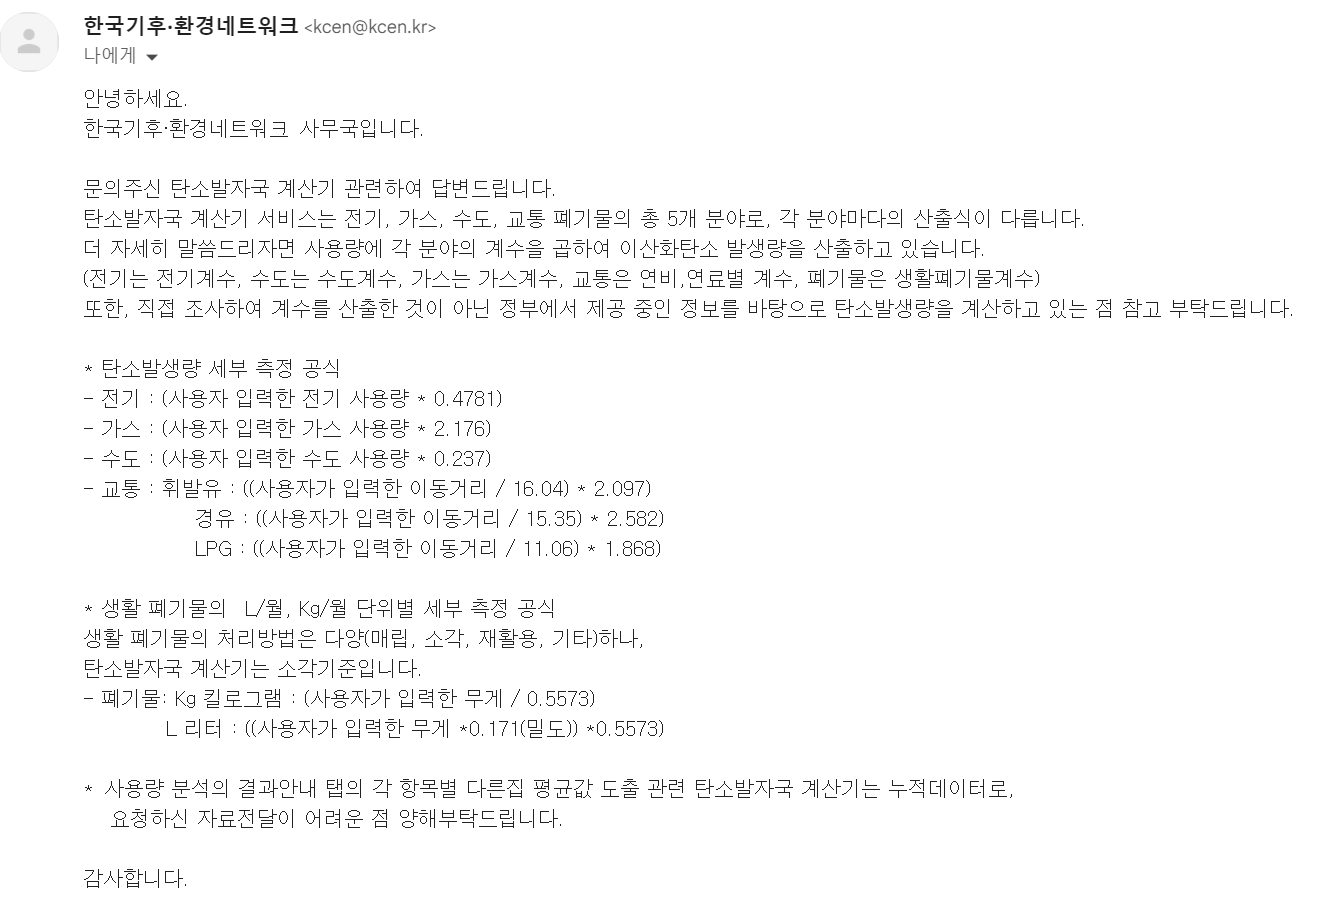 한국기후·환경네트워크 <kcen@kcen.kr>
나에게
안녕하세요.
한국기후·환경네트워크 사무국입니다.
문의주신 탄소발자국 계산기 관련하여 답변드립니다.
탄소발자국 계산기 서비스는 전기, 가스, 수도, 교통 폐기물의 총 5개 분야로, 각 분야마다의 산출식이 다릅니다.
더 자세히 말씀드리자면 사용량에 각 분야의 계수을 곱하여 이산화탄소 발생량을 산출하고 있습니다.
(전기는 전기계수, 수도는 수도계수, 가스는 가스계수, 교통은 연비,연료별 계수, 폐기물은 생활폐기물계수)
또한, 직접 조사하여 계수를 산출한 것이 아닌 정부에서 제공 중인 정보를 바탕으로 탄소발생량을 계산하고 있는 점 참고 부탁드립니다.
* 탄소발생량 세부 측정 공식
- 전기 : (사용자 입력한 전기 사용량 * 0.4781)
- 가스 : (사용자 입력한 가스 사용량 * 2.176)
- 수도 : (사용자 입력한 수도 사용량 * 0.237)
- 교통 : 휘발유 : ((사용자가 입력한 이동거리 / 16.04) * 2.097)
경유 : ((사용자가 입력한 이동거리 / 15.35) * 2.582)
LPG : ((사용자가 입력한 이동거리 / 11.06) * 1.868)
* 생활 폐기물의 L/월, Kg/월 단위별 세부 측정 공식
생활 폐기물의 처리방법은 다양(매립, 소각, 재활용, 기타)하나,
탄소발자국 계산기는 소각기준입니다.
- 폐기물: Kg 킬로그램 : (사용자가 입력한 무게 / 0.5573)
L 리터 : ((사용자가 입력한 무게 *0.171(밀도)) *0.5573)
* 사용량 분석의 결과안내 탭의 각 항목별 다른집 평균값 도출 관련 탄소발자국 계산기는 누적데이터로,
요청하신 자료전달이 어려운 점 양해부탁드립니다.
감사합니다.